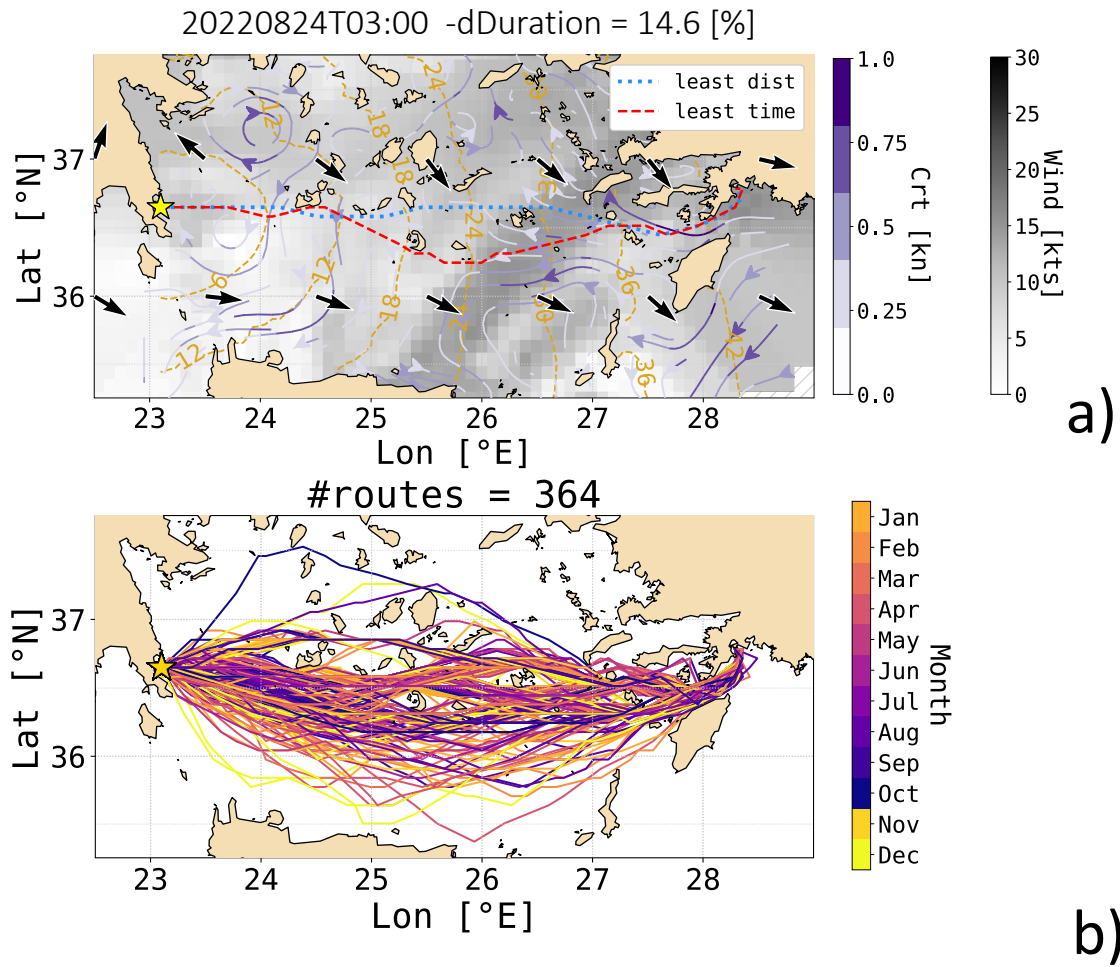 20220824T03:00 -dDuration = 14.6 [%]
least dist
least time
24
12
18
18
24
6
12
18
36
30
12
42
36
37
36
Lat [°N]
23 24 25 26 27 28
Lon [°E]
1.0
0.75
0.5
0.25
0.0
Crt [kn]
30
25
20
15
10
5
0
Wind [kts]
a)
#routes = 364
37
36
Lat [°N]
23 24 25 26 27 28
Lon [°E]
Jan
Feb
Mar
Apr
May
Jun
Jul
Aug
Sep
Oct
Nov
Dec
Month
b)